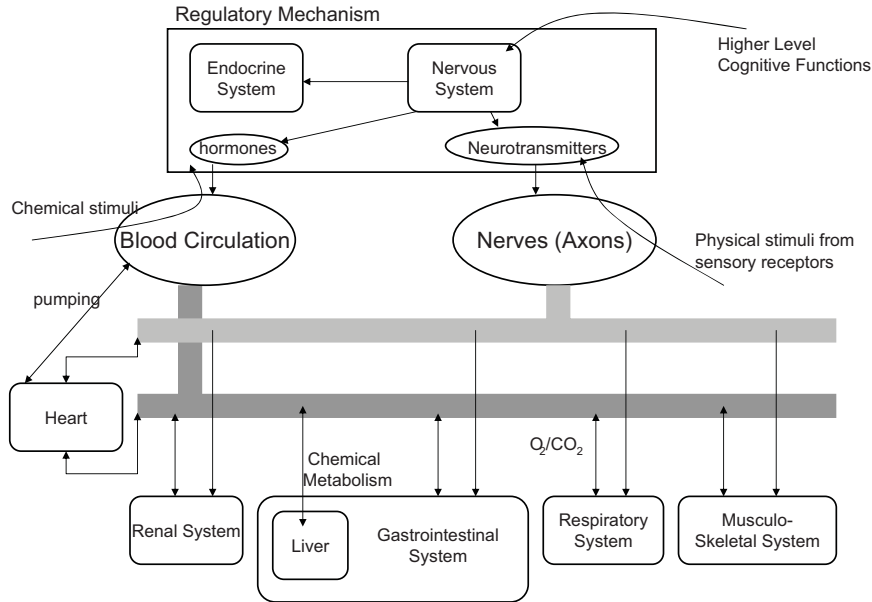 Regulatory Mechanism
Endocrine
System
Nervous
System
Higher Level
Cognitive Functions
hormones
Neurotransmitters
Chemical stimuli
Blood Circulation
Nerves (Axons)
Physical stimuli from
sensory receptors
pumping
Heart
O₂/CO₂
Chemical
Metabolism
Renal System
Liver
Gastrointestinal
System
Respiratory
System
Musculo-
Skeletal System